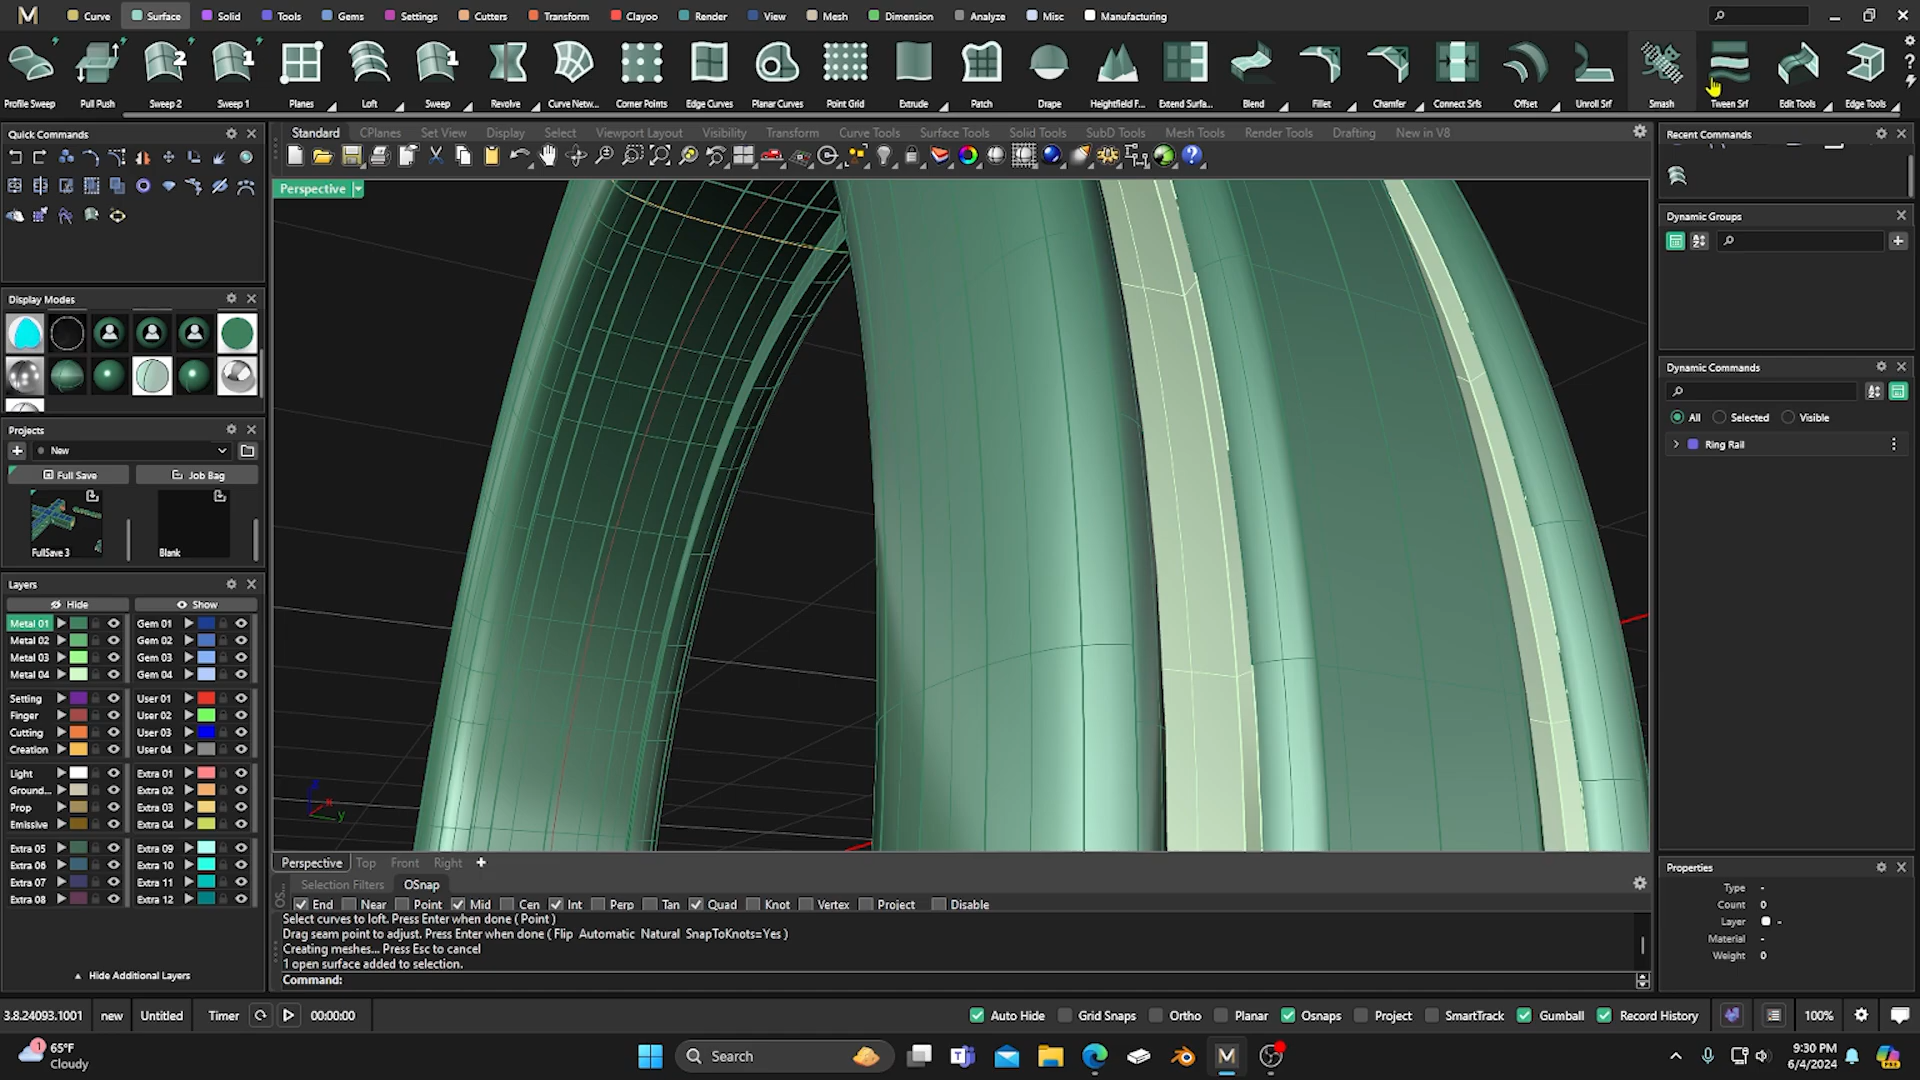 Curve Surface Solid Tools Gems Settings Cutters Transform Clayoo Render View Mesh Dimension Analyze Misc Manufacturing
2 1 1
Profile Sweep Pull Push Sweep 2 Sweep 1 Planes Loft Sweep Revolve Curve Netw... Corner Points Edge Curves Planar Curves Point Grid Extrude Patch Drape Heightfield F... Extend Surfa... Blend Fillet Chamfer Connect Srfs Offset Unroll Srf Smash Tween Srf Edit Tools Edge Tools
Quick Commands
Standard CPlanes Set View Display Select Viewport Layout Visibility Transform Curve Tools Surface Tools Solid Tools SubD Tools Mesh Tools Render Tools Drafting New in V8
Recent Commands
Perspective
Dynamic Groups
Display Modes
Dynamic Commands
All Selected Visible
Ring Rail
Projects
New
Full Save Job Bag
FullSave 3 Blank
Layers
Hide Show
Metal 01 Gem 01
Metal 02 Gem 02
Metal 03 Gem 03
Metal 04 Gem 04
Setting User 01
Finger User 02
Cutting User 03
Creation User 04
Light Extra 01
Ground... Extra 02
Prop Extra 03
Emissive Extra 04
Extra 05 Extra 09
Extra 06 Extra 10
Extra 07 Extra 11
Extra 08 Extra 12
Hide Additional Layers
x
y
Perspective Top Front Right
Selection Filters OSnap
OS...
End Near Point Mid Cen Int Perp Tan Quad Knot Vertex Project Disable
Select curves to loft. Press Enter when done ( Point )
Drag seam point to adjust. Press Enter when done ( Flip Automatic Natural SnapToKnots=Yes )
Creating meshes... Press Esc to cancel
1 open surface added to selection.
Command:
Properties
Type -
Count 0
Layer -
Material -
Weight 0
3.8.24093.1001 new Untitled Timer 00:00:00 Auto Hide Grid Snaps Ortho Planar Osnaps Project SmartTrack Gumball Record History 100%
1
65°F
Cloudy
Search
9:30 PM
6/4/2024